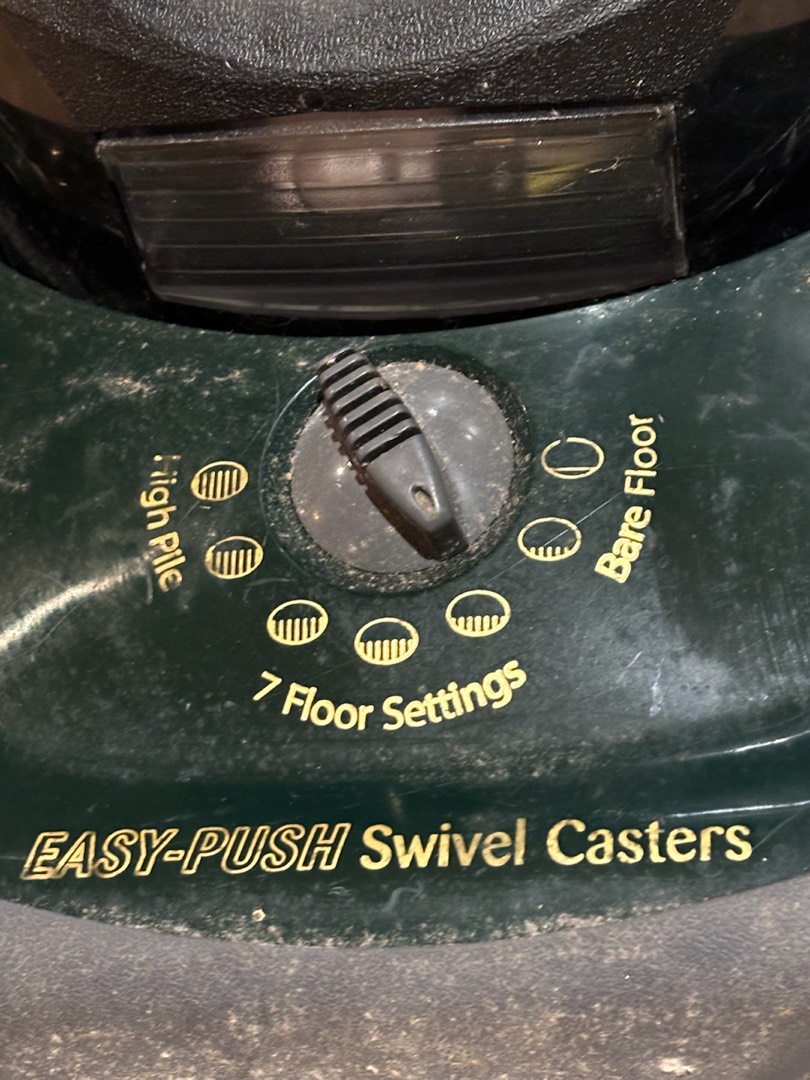 High Pile
Bare Floor
7 Floor Settings
EASY-PUSH Swivel Casters